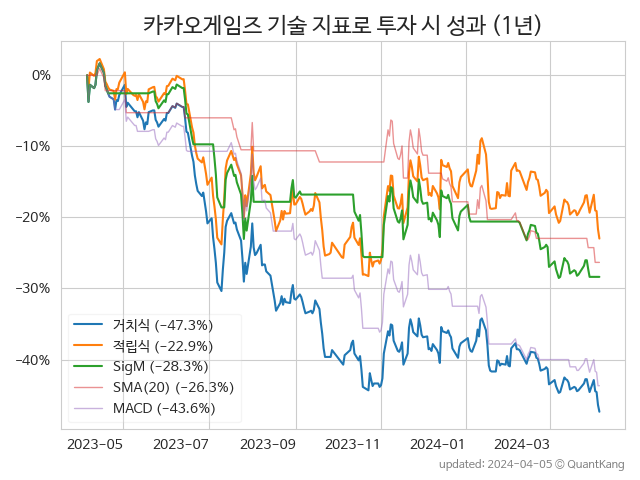 카카오게임즈 기술 지표로 투자 시 성과 (1년)
0%
−10%
−20%
−30%
−40%
거치식 (−47.3%)
적립식 (−22.9%)
SigM (−28.3%)
SMA(20) (−26.3%)
MACD (−43.6%)
2023−05
2023−07
2023−09
2023−11
2024−01
2024−03
updated: 2024-04-05 © QuantKang